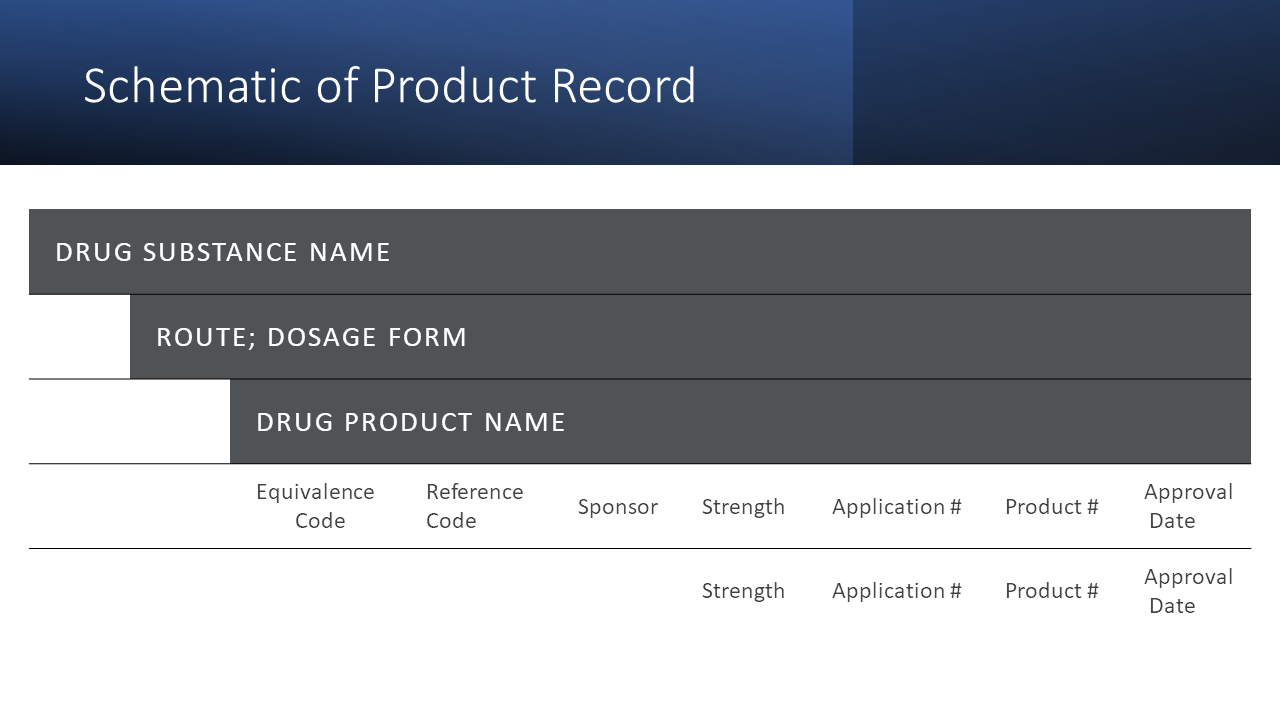 Schematic of Product Record
DRUG SUBSTANCE NAME
ROUTE; DOSAGE FORM
DRUG PRODUCT NAME
Equivalence Code Reference Code Sponsor Strength Application # Product # Approval Date
Strength Application # Product # Approval Date